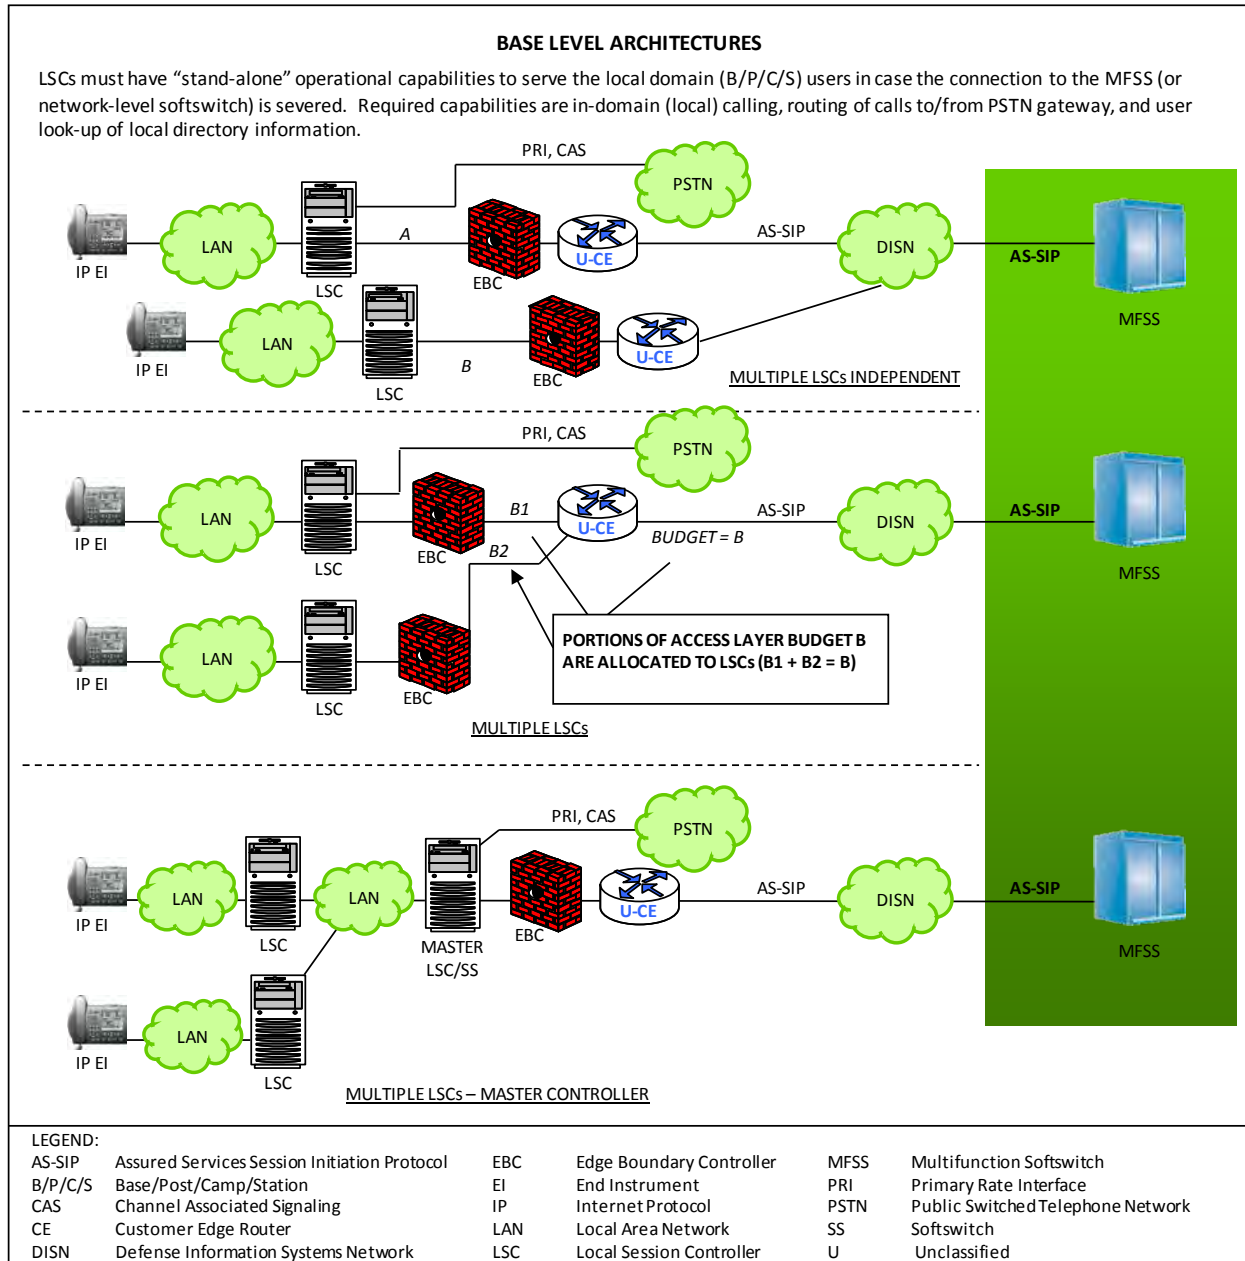 BASE LEVEL ARCHITECTURES
LSCs must have “stand-alone” operational capabilities to serve the local domain (B/P/C/S) users in case the connection to the MFSS (or
network-level softswitch) is severed. Required capabilities are in-domain (local) calling, routing of calls to/from PSTN gateway, and user
look-up of local directory information.
PRI, CAS
PSTN
IP EI
LAN
LSC
A
EBC
U-CE
AS-SIP
DISN
AS-SIP
MFSS
IP EI
LAN
LSC
B
EBC
U-CE
MULTIPLE LSCs INDEPENDENT
PRI, CAS
PSTN
IP EI
LAN
LSC
EBC
B1
U-CE
AS-SIP
BUDGET = B
DISN
AS-SIP
MFSS
B2
IP EI
LAN
LSC
EBC
PORTIONS OF ACCESS LAYER BUDGET B
ARE ALLOCATED TO LSCs (B1 + B2 = B)
MULTIPLE LSCs
PRI, CAS
PSTN
IP EI
LAN
LSC
LAN
MASTER
LSC/SS
EBC
U-CE
AS-SIP
DISN
AS-SIP
MFSS
IP EI
LAN
LSC
MULTIPLE LSCs – MASTER CONTROLLER
LEGEND:
AS-SIP Assured Services Session Initiation Protocol EBC Edge Boundary Controller MFSS Multifunction Softswitch
B/P/C/S Base/Post/Camp/Station EI End Instrument PRI Primary Rate Interface
CAS Channel Associated Signaling IP Internet Protocol PSTN Public Switched Telephone Network
CE Customer Edge Router LAN Local Area Network SS Softswitch
DISN Defense Information Systems Network LSC Local Session Controller U Unclassified